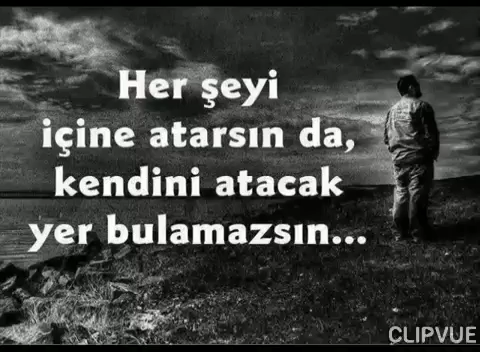 Her şeyi
içine atarsın da,
kendini atacak
yer bulamazsın...
CLIPVUE